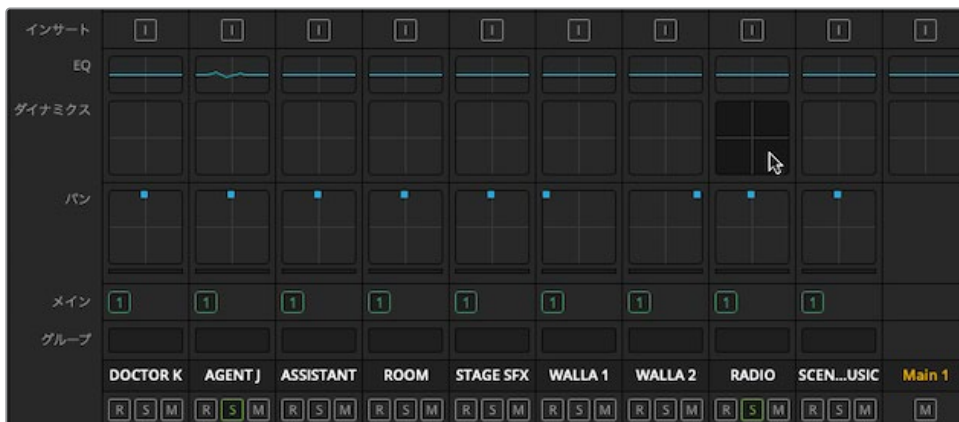 インサート I I I I I I I I I I
EQ
ダイナミクス
パン
メイン 1 1 1 1 1 1 1 1 1
グループ
DOCTOR K AGENT J ASSISTANT ROOM STAGE SFX WALLA 1 WALLA 2 RADIO SCEN...USIC Main 1
R S M R S M R S M R S M R S M R S M R S M R S M R S M M